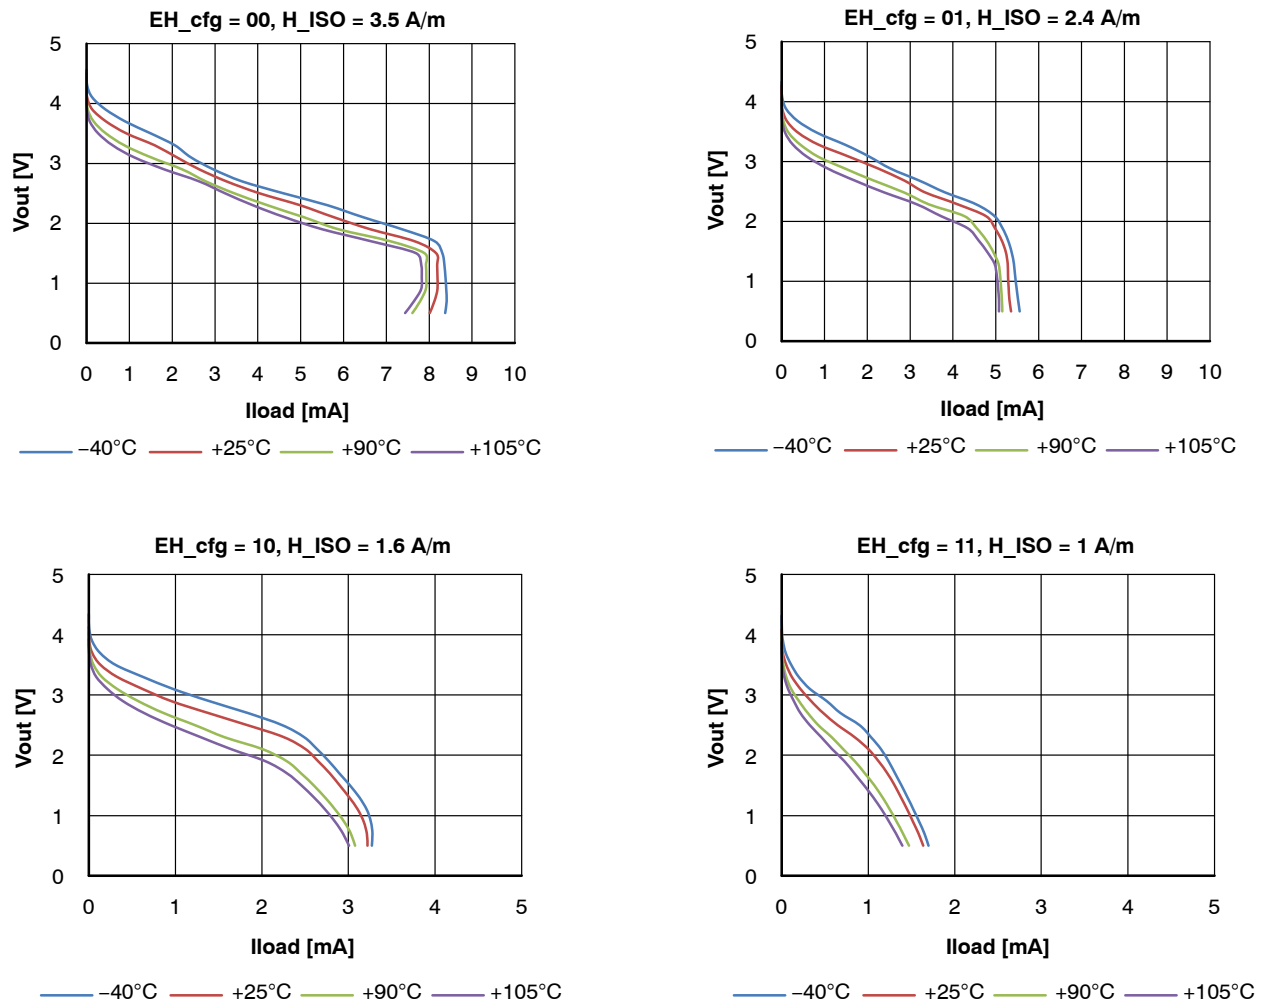 EH_cfg = 00, H_ISO = 3.5 A/m
5
4
3
2
1
0
Vout [V]
0 1 2 3 4 5 6 7 8 9 10
Iload [mA]
−40°C +25°C +90°C +105°C
EH_cfg = 01, H_ISO = 2.4 A/m
5
4
3
2
1
0
Vout [V]
0 1 2 3 4 5 6 7 8 9 10
Iload [mA]
−40°C +25°C +90°C +105°C
EH_cfg = 10, H_ISO = 1.6 A/m
5
4
3
2
1
0
Vout [V]
0 1 2 3 4 5
Iload [mA]
−40°C +25°C +90°C +105°C
EH_cfg = 11, H_ISO = 1 A/m
5
4
3
2
1
0
Vout [V]
0 1 2 3 4 5
Iload [mA]
−40°C +25°C +90°C +105°C